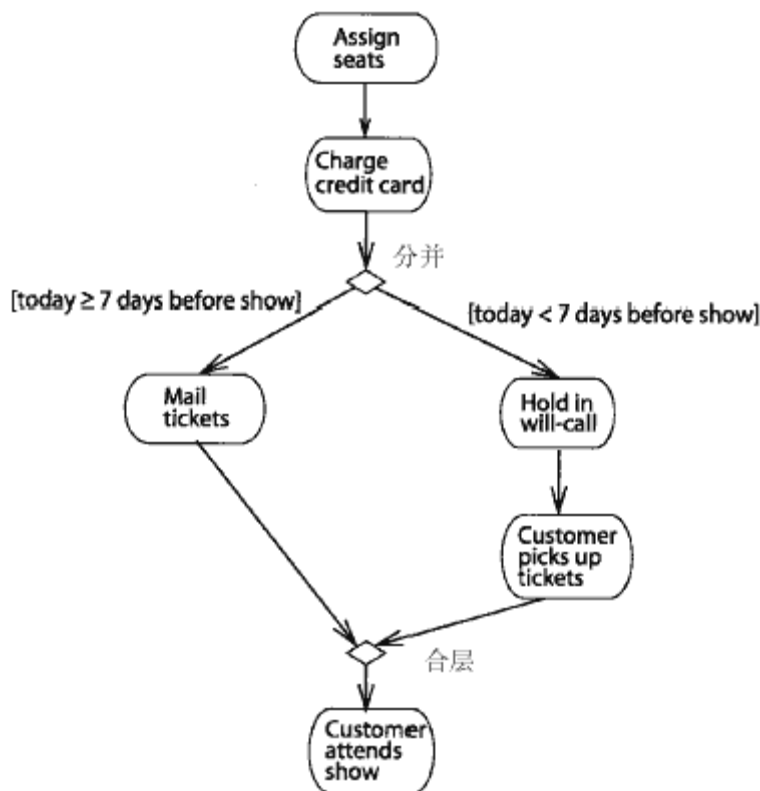 Assign
seats
Charge
credit card
分并
[today ≥ 7 days before show]
[today < 7 days before show]
Mail
tickets
Hold in
will-call
Customer
picks up
tickets
合层
Customer
attends
show